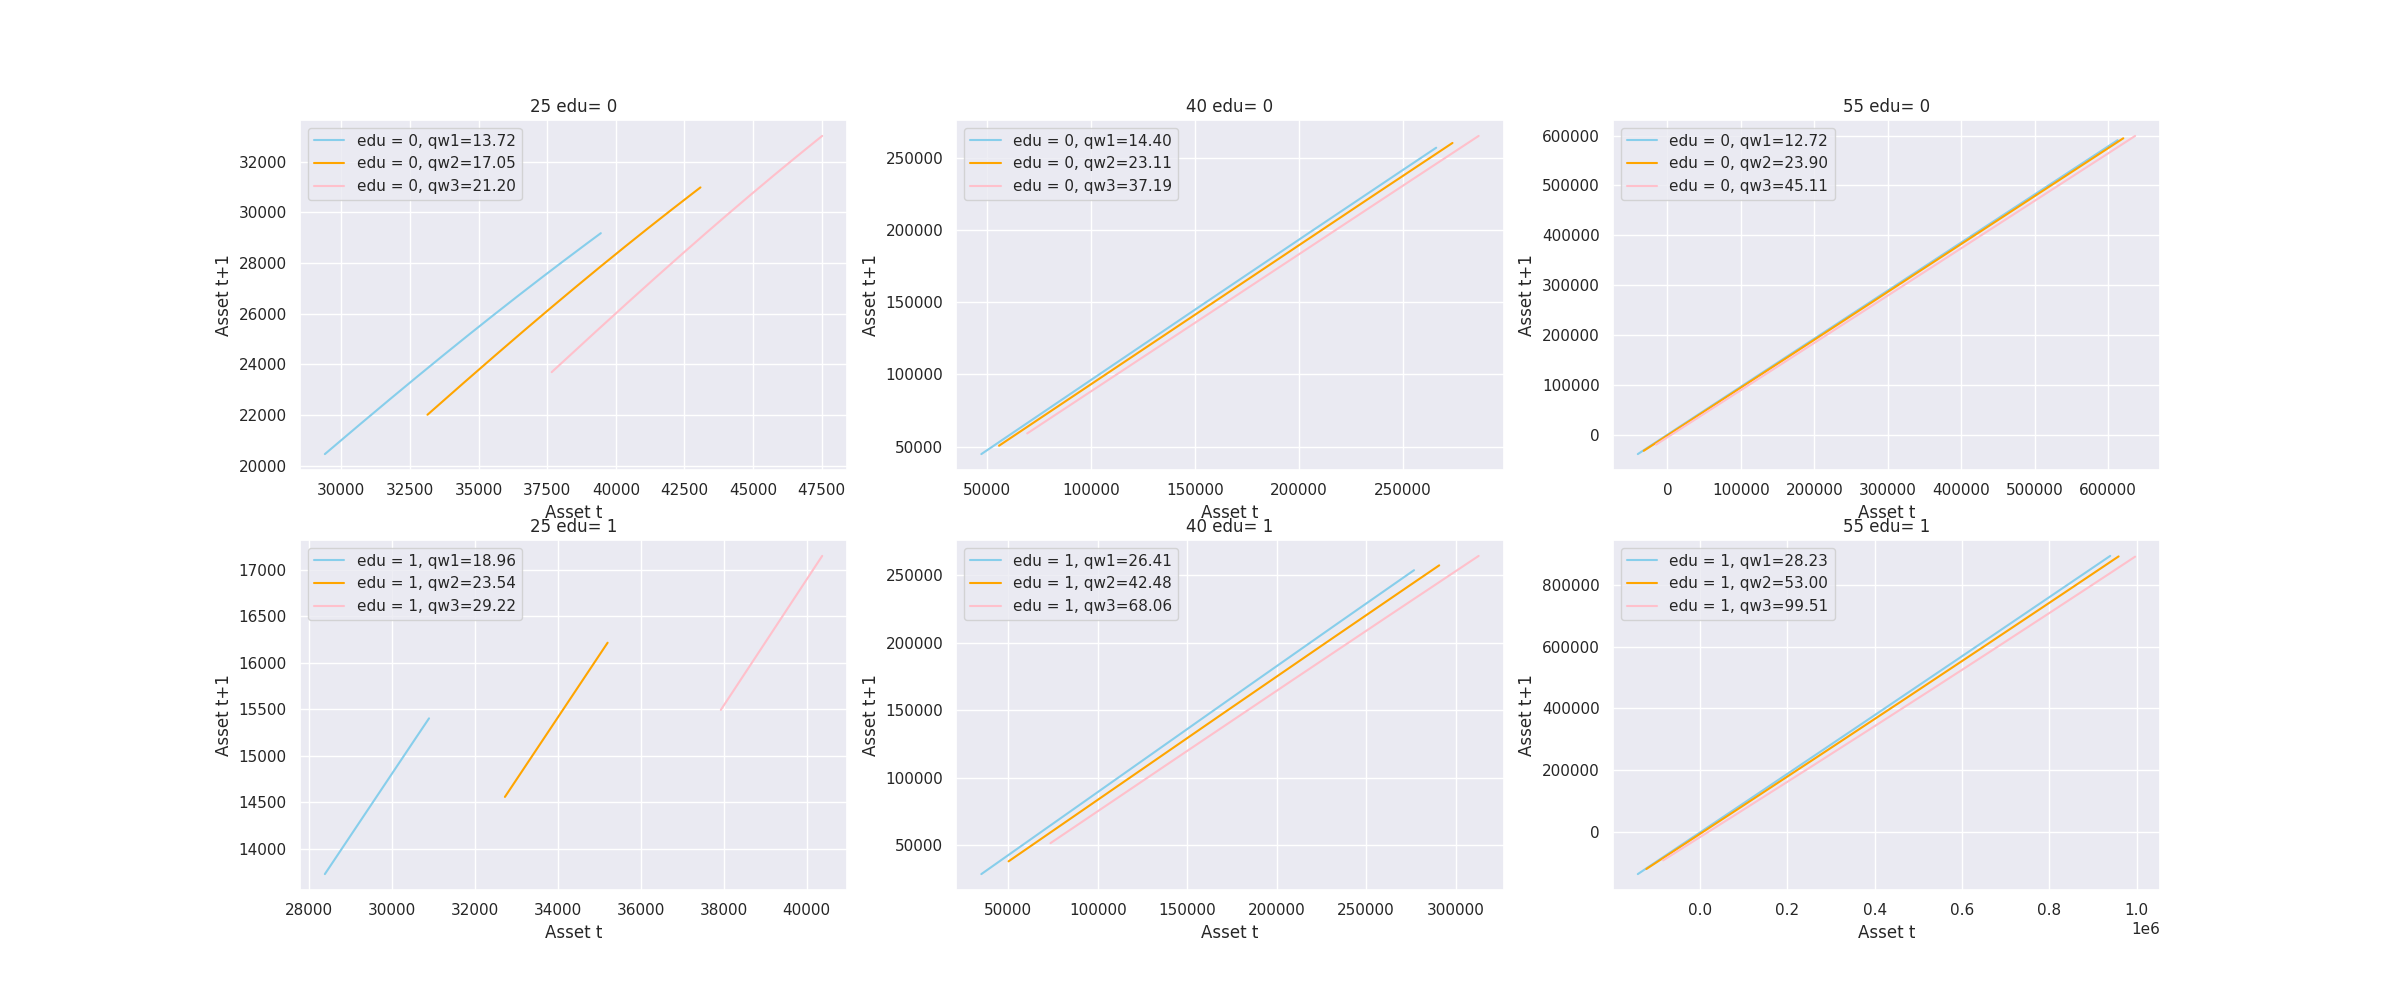 25 edu= 0
edu = 0, qw1=13.72
edu = 0, qw2=17.05
edu = 0, qw3=21.20
Asset t+1
32000
30000
28000
26000
24000
22000
20000
30000 32500 35000 37500 40000 42500 45000 47500
Asset t
40 edu= 0
edu = 0, qw1=14.40
edu = 0, qw2=23.11
edu = 0, qw3=37.19
Asset t+1
250000
200000
150000
100000
50000
50000 100000 150000 200000 250000
Asset t
55 edu= 0
edu = 0, qw1=12.72
edu = 0, qw2=23.90
edu = 0, qw3=45.11
Asset t+1
600000
500000
400000
300000
200000
100000
0
0 100000 200000 300000 400000 500000 600000
Asset t
25 edu= 1
edu = 1, qw1=18.96
edu = 1, qw2=23.54
edu = 1, qw3=29.22
Asset t+1
17000
16500
16000
15500
15000
14500
14000
28000 30000 32000 34000 36000 38000 40000
Asset t
40 edu= 1
edu = 1, qw1=26.41
edu = 1, qw2=42.48
edu = 1, qw3=68.06
Asset t+1
250000
200000
150000
100000
50000
50000 100000 150000 200000 250000 300000
Asset t
55 edu= 1
edu = 1, qw1=28.23
edu = 1, qw2=53.00
edu = 1, qw3=99.51
Asset t+1
800000
600000
400000
200000
0
0.0 0.2 0.4 0.6 0.8 1.0
1e6
Asset t